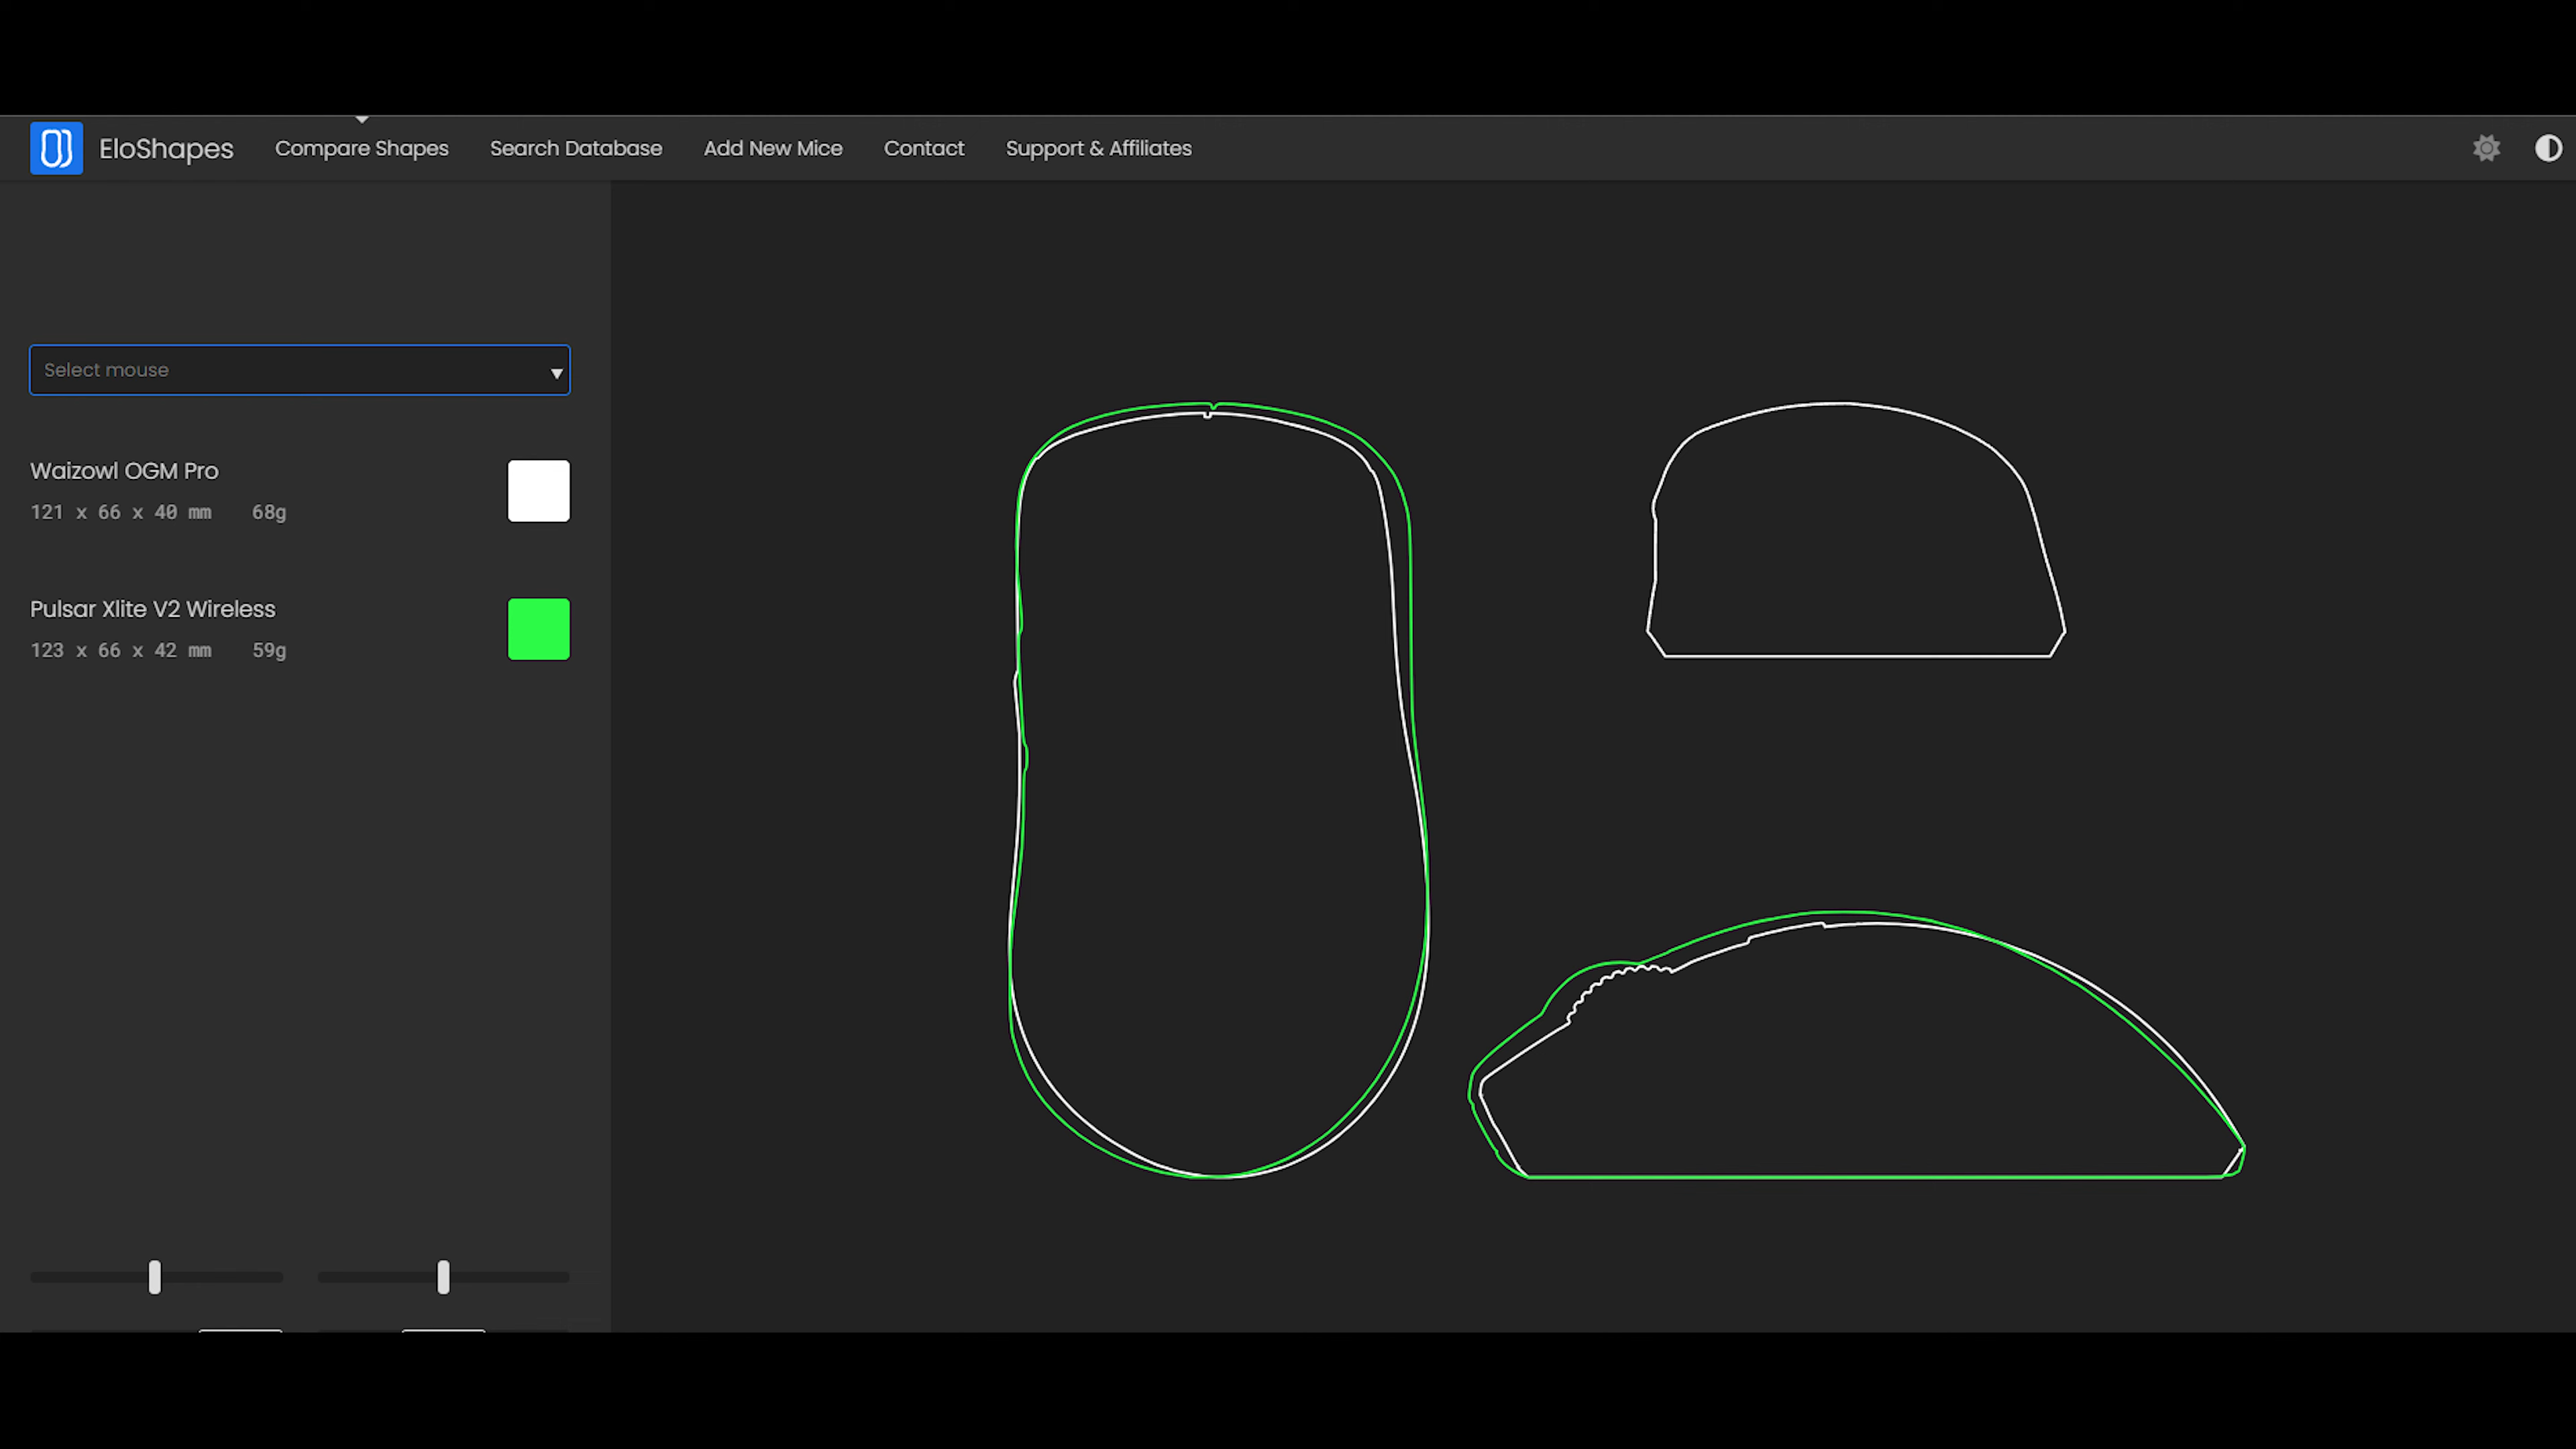 EloShapes Compare Shapes Search Database Add New Mice Contact Support & Affiliates
Select mouse
Waizowl OGM Pro
121 x 66 x 40 mm 68g
Pulsar Xlite V2 Wireless
123 x 66 x 42 mm 59g